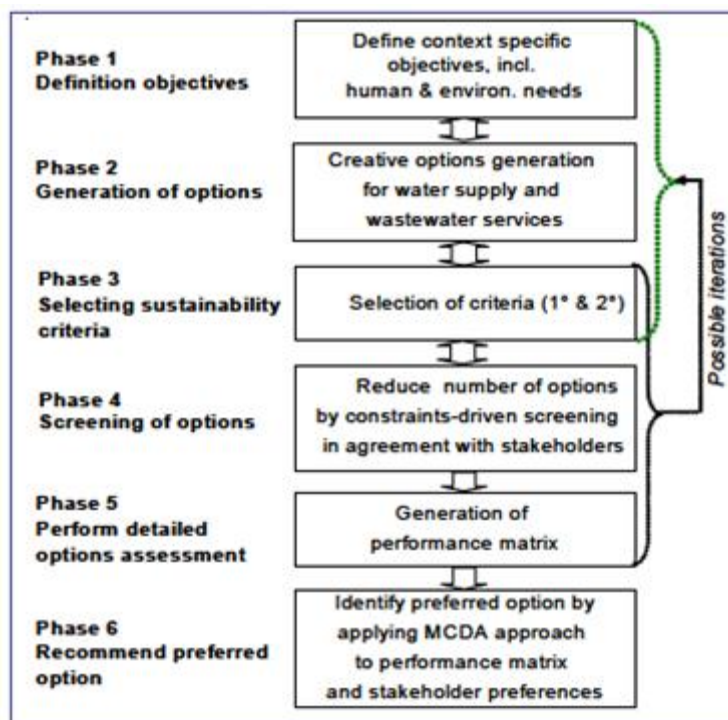 Phase 1
Definition objectives
Define context specific
objectives, incl.
human & environ. needs
Phase 2
Generation of options
Creative options generation
for water supply and
wastewater services
Phase 3
Selecting sustainability
criteria
Selection of criteria (1° & 2°)
Phase 4
Screening of options
Reduce number of options
by constraints-driven screening
in agreement with stakeholders
Phase 5
Perform detailed
options assessment
Generation of
performance matrix
Phase 6
Recommend preferred
option
Identify preferred option by
applying MCDA approach
to performance matrix
and stakeholder preferences
Possible iterations